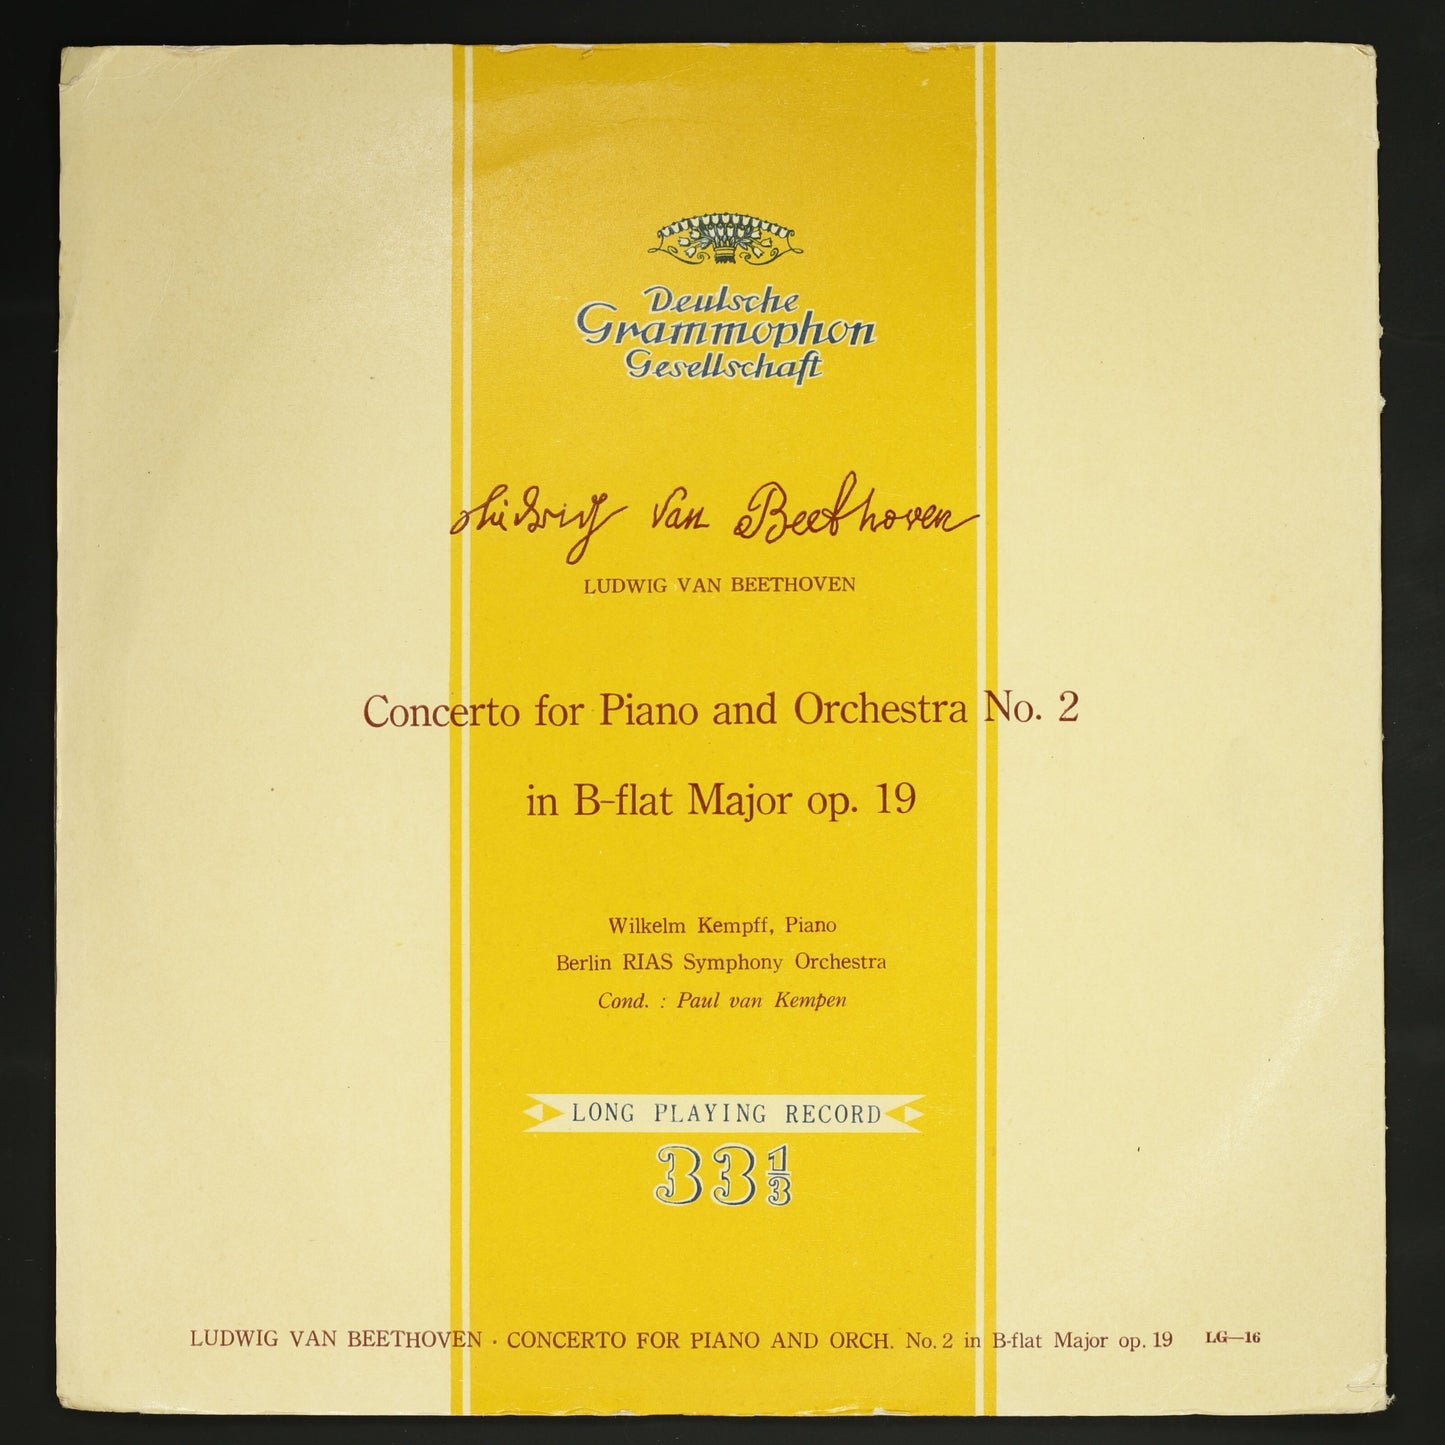 Deutsche
Grammophon
Gesellschaft
Ludwig van Beethoven
LUDWIG VAN BEETHOVEN
Concerto for Piano and Orchestra No. 2
in B-flat Major op. 19
Wilkelm Kempff, Piano
Berlin RIAS Symphony Orchestra
Cond. : Paul van Kempen
LONG PLAYING RECORD
33 1/3
LUDWIG VAN BEETHOVEN · CONCERTO FOR PIANO AND ORCH. No. 2 in B-flat Major op. 19 LG—16